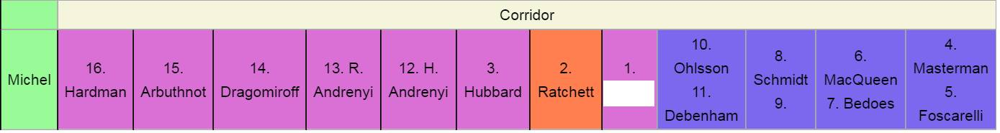 Corridor
Michel
16.
Hardman
15.
Arbuthnot
14.
Dragomiroff
13. R.
Andrenyi
12. H.
Andrenyi
3.
Hubbard
2.
Ratchett
1.
10.
Ohlsson
11.
Debenham
8.
Schmidt
9.
6.
MacQueen
7. Bedoes
4.
Masterman
5.
Foscarelli